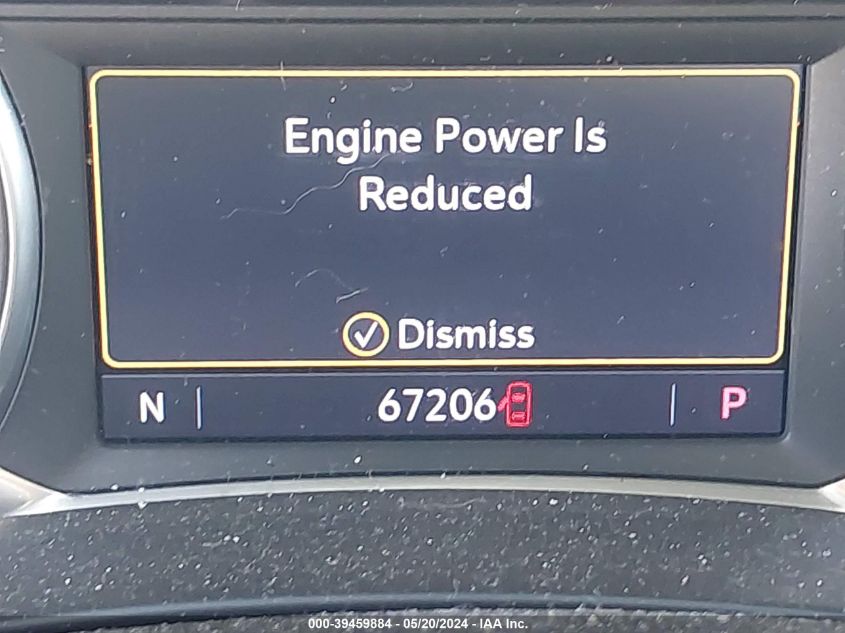 Engine Power Is
Reduced
Dismiss
N 67206 P
000-39459884 - 05/20/2024 - IAA Inc.